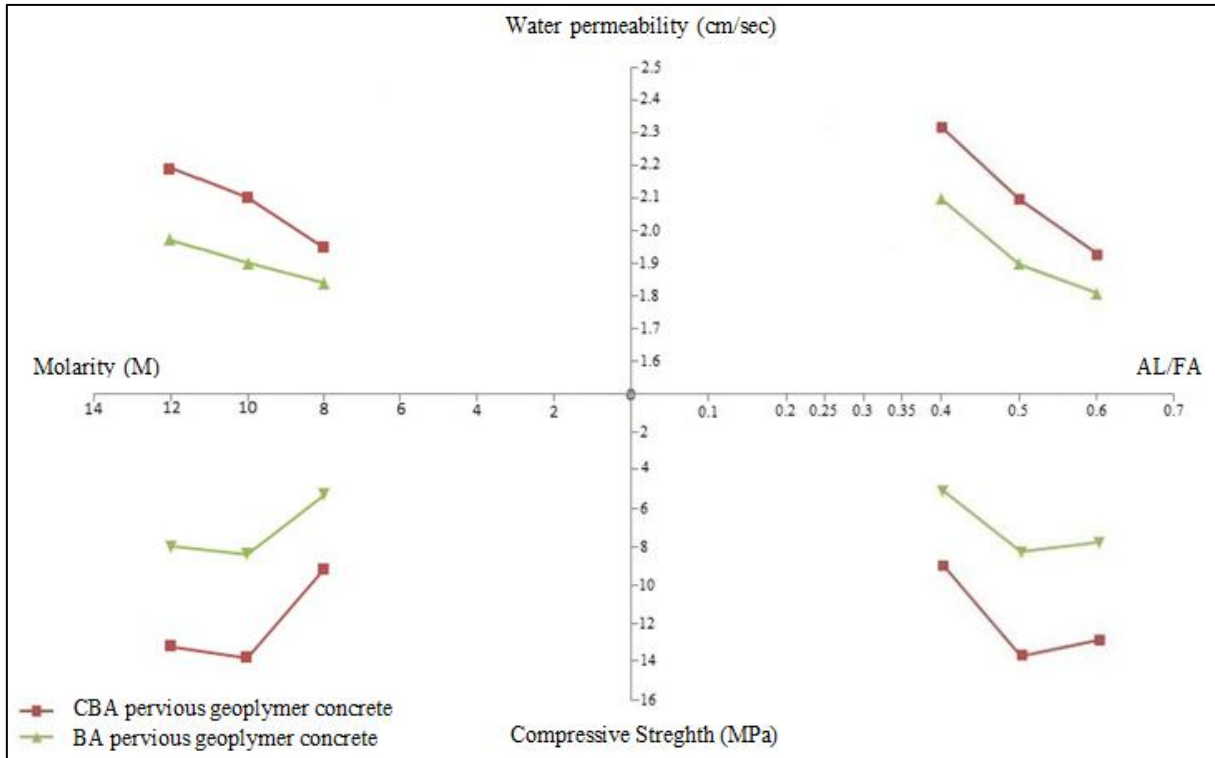 Water permeability (cm/sec)
2.5
2.4
2.3
2.2
2.1
2.0
1.9
1.8
1.7
1.6
Molarity (M)
AL/FA
14 12 10 8 6 4 2 0 0.1 0.2 0.25 0.3 0.35 0.4 0.5 0.6 0.7
2
4
6
8
10
12
14
16
CBA pervious geoplymer concrete
BA pervious geoplymer concrete
Compressive Streghth (MPa)